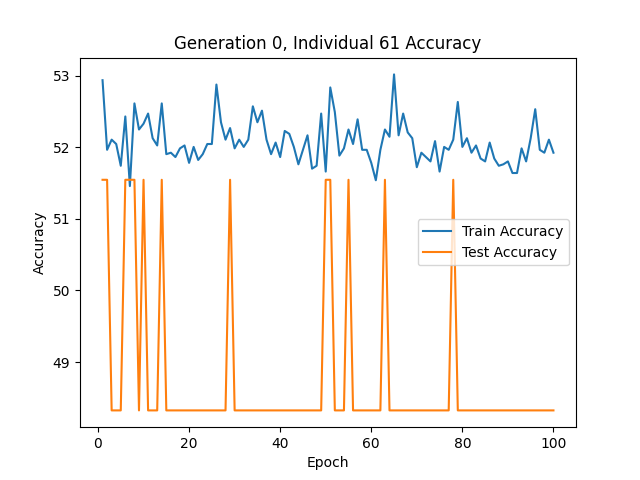 Generation 0, Individual 61 Accuracy
53
52
51
50
49
Accuracy
Train Accuracy
Test Accuracy
0 20 40 60 80 100
Epoch